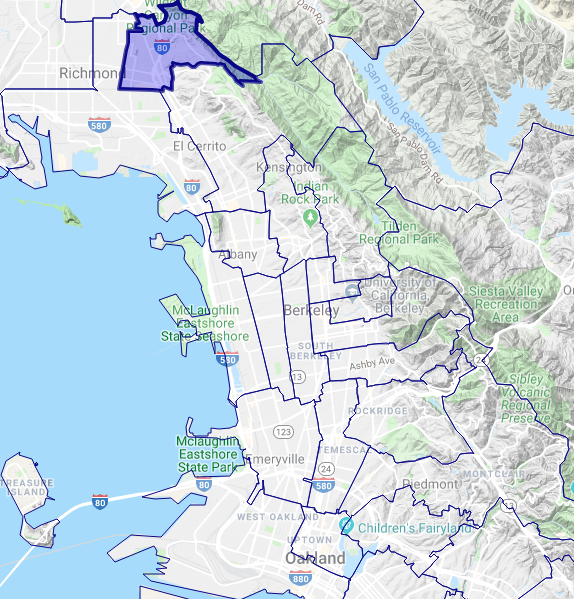 Wildcat
Canyon
Regional Park
80
Dam Rd
Richmond
San Pablo Reservoir
San Pablo Dam Rd
580
El Cerrito
80
Kensington
Indian
Rock Park
Tilden
Regional Park
Albany
University of
California,
Berkeley
Siesta Valley
Recreation
Area
McLaughlin
Eastshore
State Seashore
Berkeley
SOUTH
BERKELEY
580
24
Ashby Ave
13
Sibley
Volcanic
Regional
Preserve
ROCKRIDGE
123
Mclaughlin
Eastshore
State Park
Emeryville
TEMESCAL
24
MONTCLAIR
TREASURE
ISLAND
80
80
580
Piedmont
WEST OAKLAND
Children's Fairyland
UPTOWN
Oakland
880